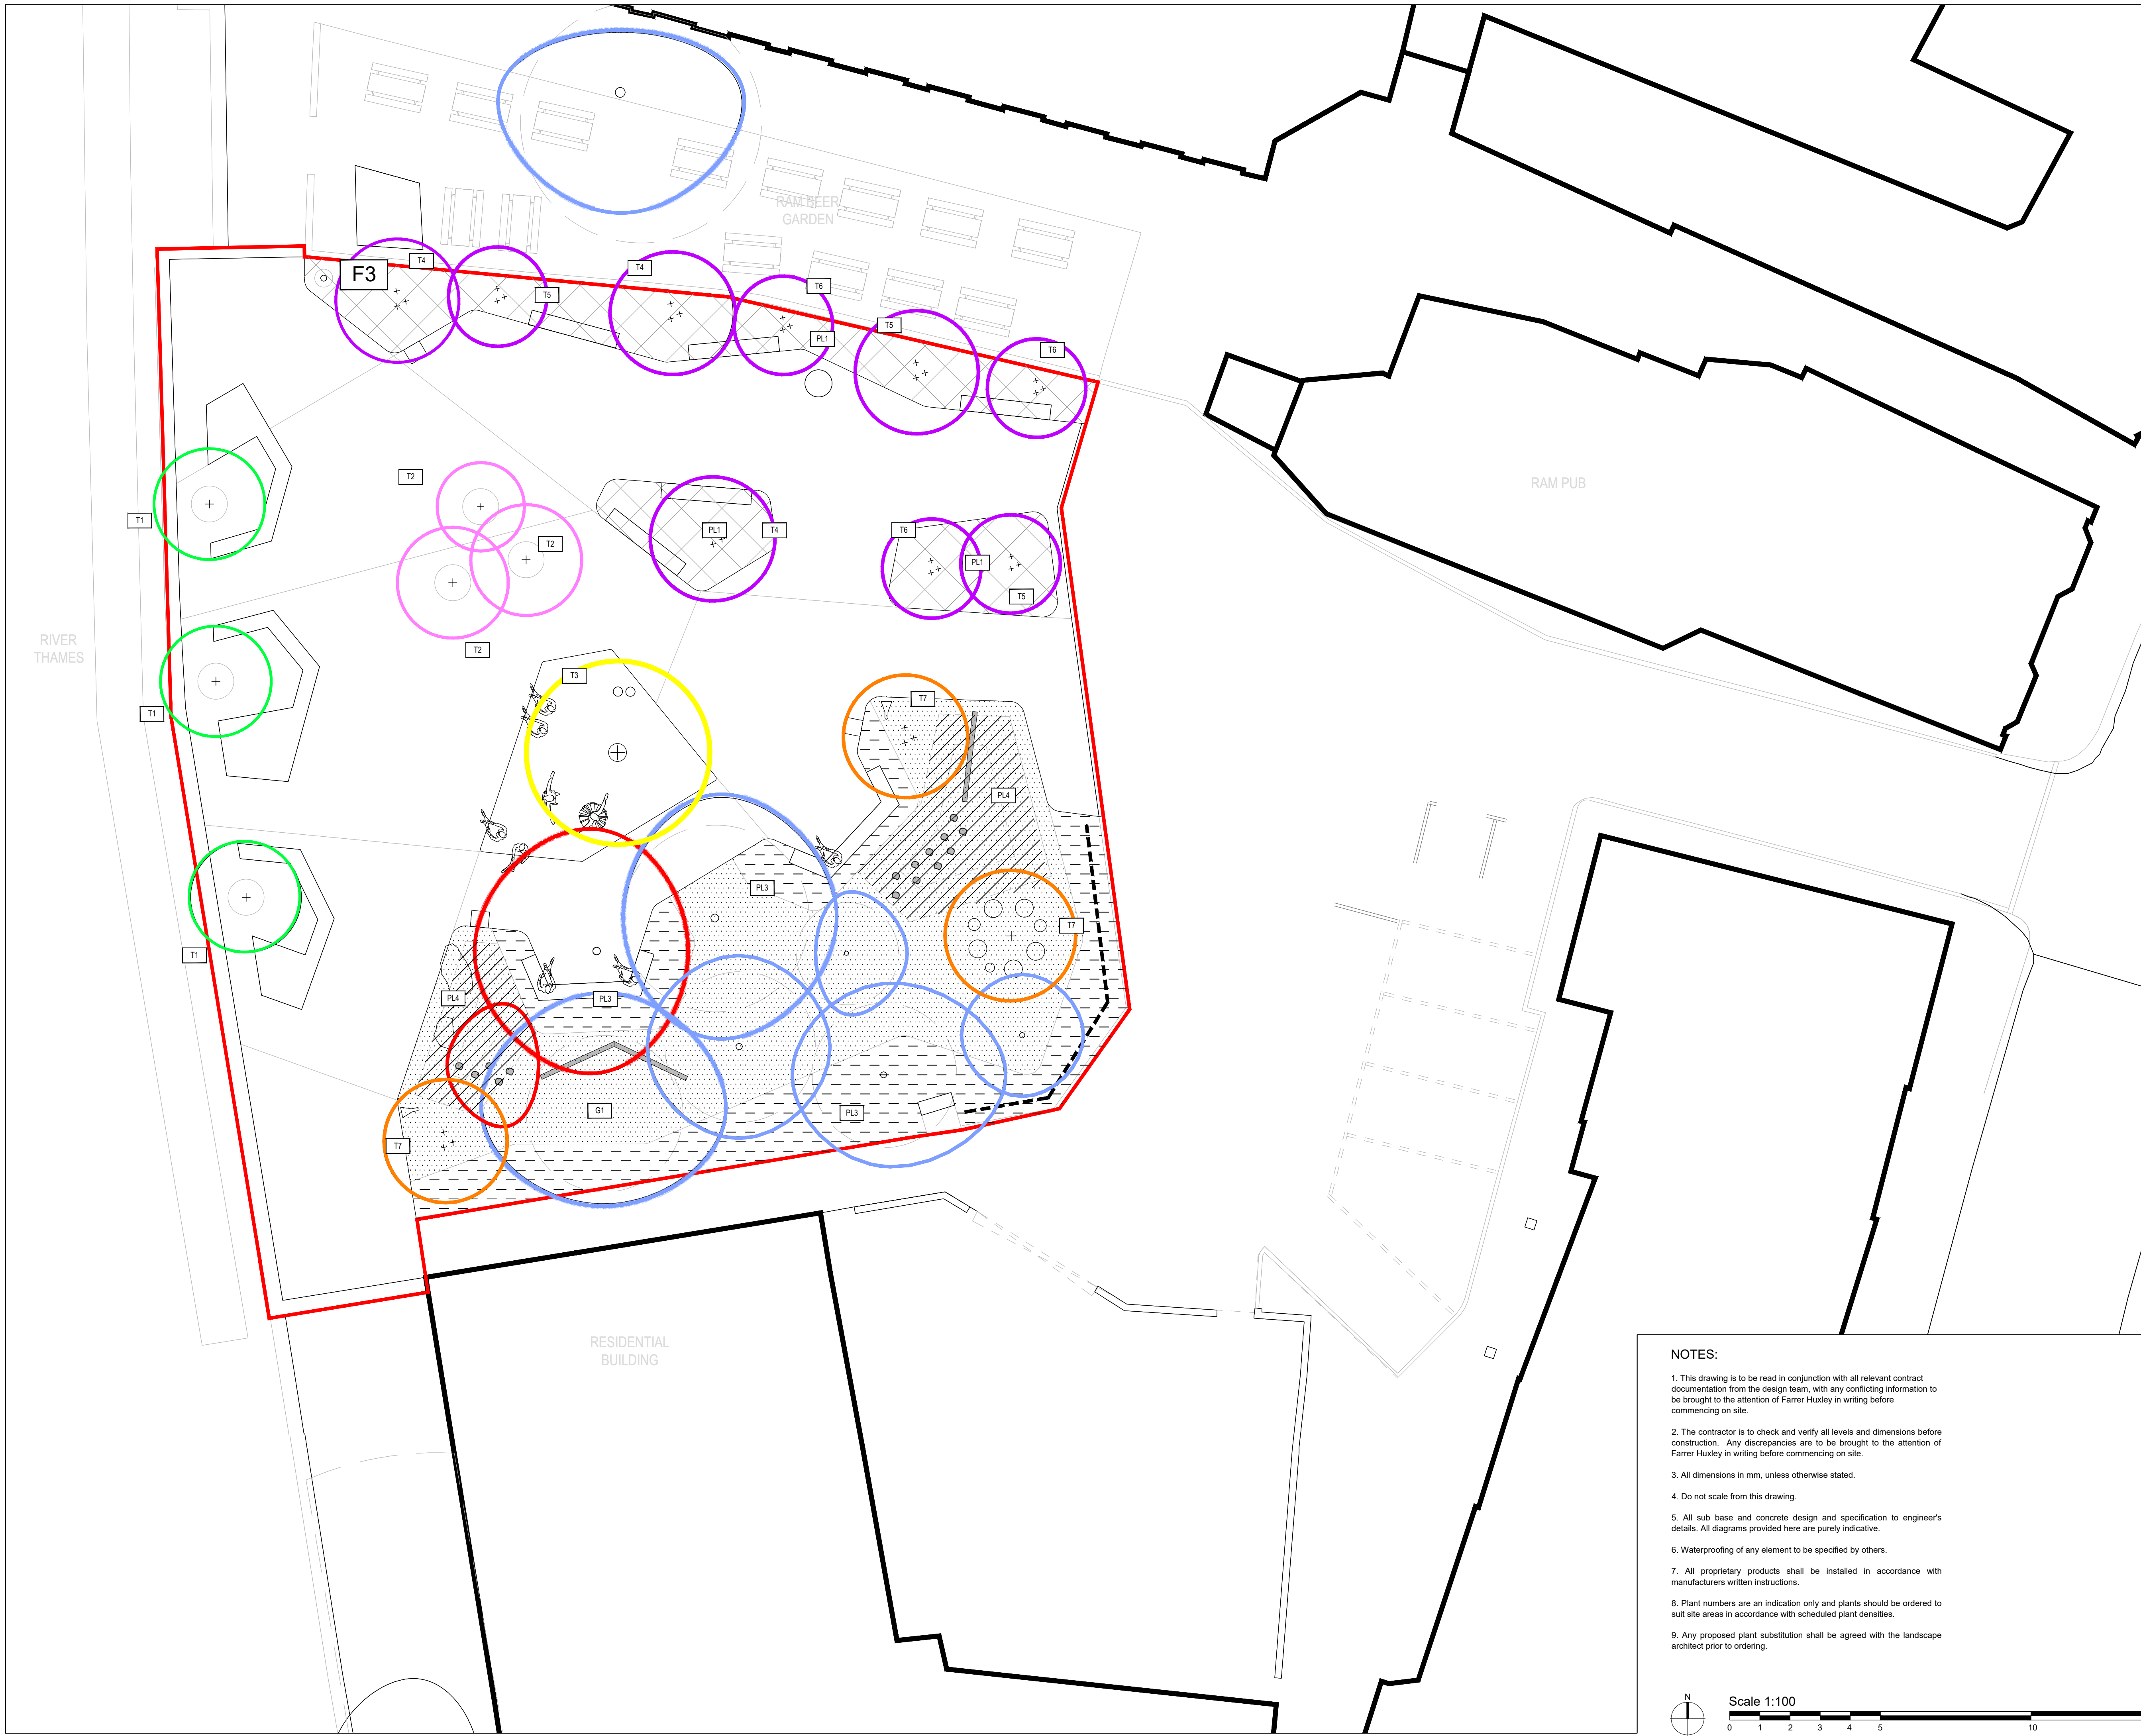 RAM BEER
GARDEN
F3
T4
T4
T5
T6
T5
PL1
T6
T2
T1
PL1
T4
T6
T2
PL1
T5
RIVER
THAMES
T2
T3
T7
T1
PL4
PL3
T7
T1
PL4
PL3
G1
PL3
T7
RAM PUB
RESIDENTIAL
BUILDING
NOTES:
1. This drawing is to be read in conjunction with all relevant contract
documentation from the design team, with any conflicting information to
be brought to the attention of Farrer Huxley in writing before
commencing on site.
2. The contractor is to check and verify all levels and dimensions before
construction. Any discrepancies are to be brought to the attention of
Farrer Huxley in writing before commencing on site.
3. All dimensions in mm, unless otherwise stated.
4. Do not scale from this drawing.
5. All sub base and concrete design and specification to engineer's
details. All diagrams provided here are purely indicative.
6. Waterproofing of any element to be specified by others.
7. All proprietary products shall be installed in accordance with
manufacturers written instructions.
8. Plant numbers are an indication only and plants should be ordered to
suit site areas in accordance with scheduled plant densities.
9. Any proposed plant substitution shall be agreed with the landscape
architect prior to ordering.
N
Scale 1:100
0 1 2 3 4 5 10